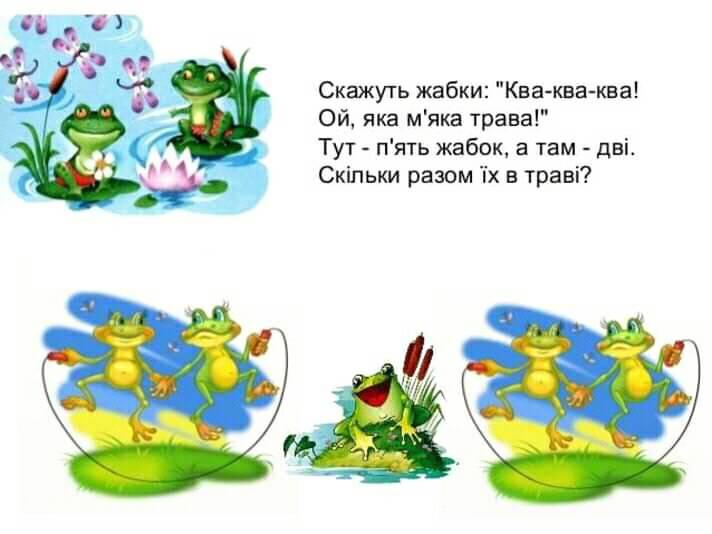 Скажуть жабки: "Ква-ква-ква!
Ой, яка м'яка трава!"
Тут - п'ять жабок, а там - дві.
Скільки разом їх в траві?